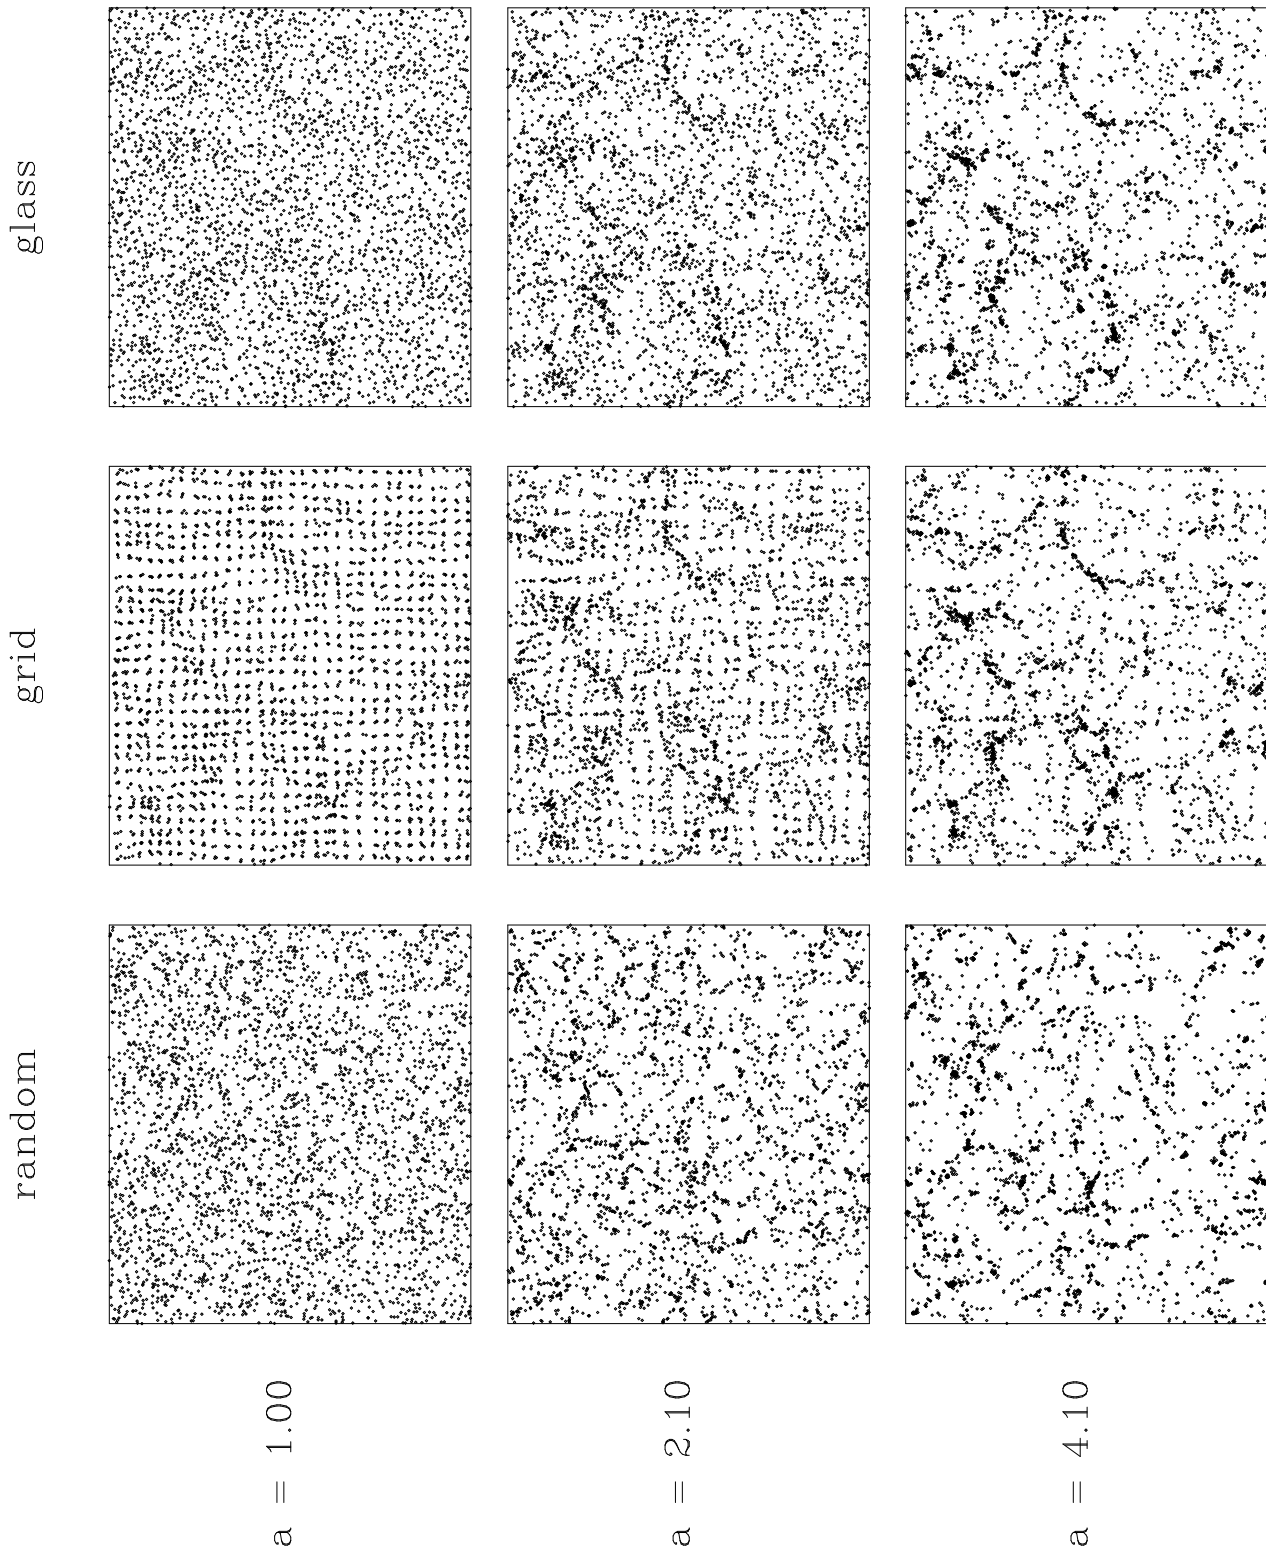 glass
grid
random
a = 1.00
a = 2.10
a = 4.10